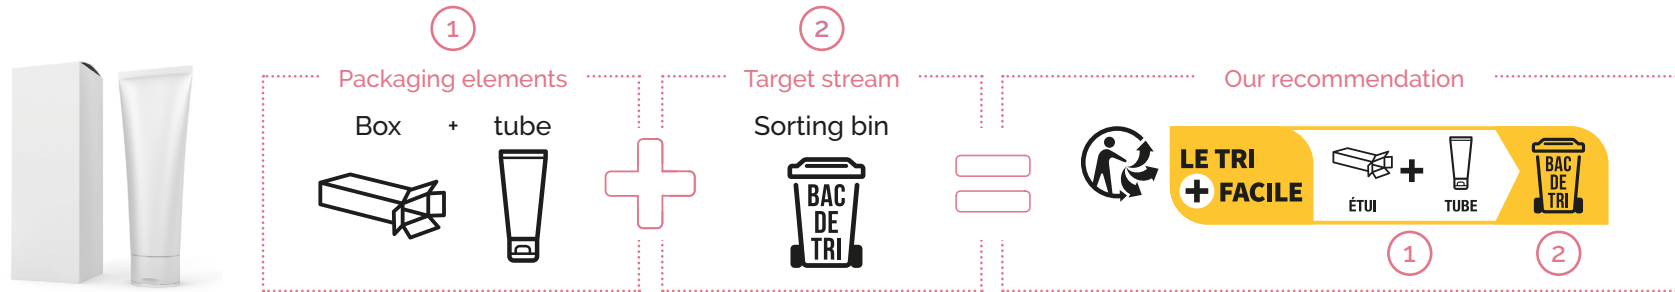 1
2
Packaging elements
Target stream
Our recommendation
Box + tube
Sorting bin
BAC
DE
TRI
LE TRI
+ FACILE
+
ÉTUI
TUBE
BAC
DE
TRI
1
2